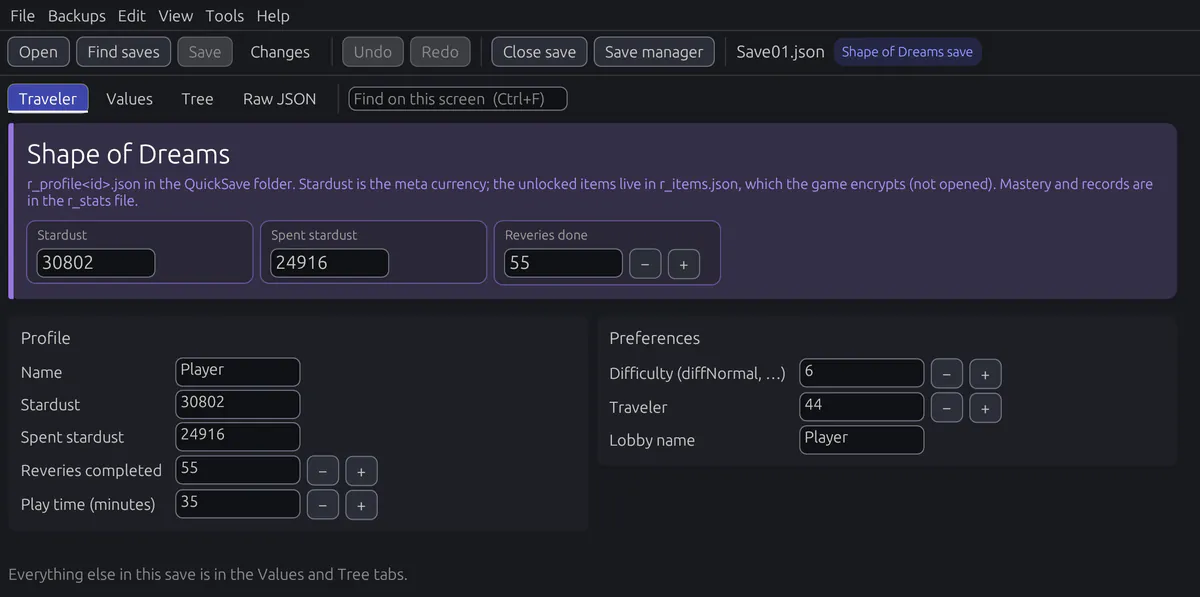 File Backups Edit View Tools Help
Open Find saves Save Changes Undo Redo Close save Save manager Save01.json Shape of Dreams save
Traveler Values Tree Raw JSON Find on this screen (Ctrl+F)
Shape of Dreams
r_profile<id>.json in the QuickSave folder. Stardust is the meta currency; the unlocked items live in r_items.json, which the game encrypts (not opened). Mastery and records are
in the r_stats file.
Stardust Spent stardust Reveries done
30802 24916 55 – +
Profile
Name Player
Stardust 30802
Spent stardust 24916
Reveries completed 55 – +
Play time (minutes) 35 – +
Preferences
Difficulty (diffNormal, ...) 6 – +
Traveler 44 – +
Lobby name Player
Everything else in this save is in the Values and Tree tabs.